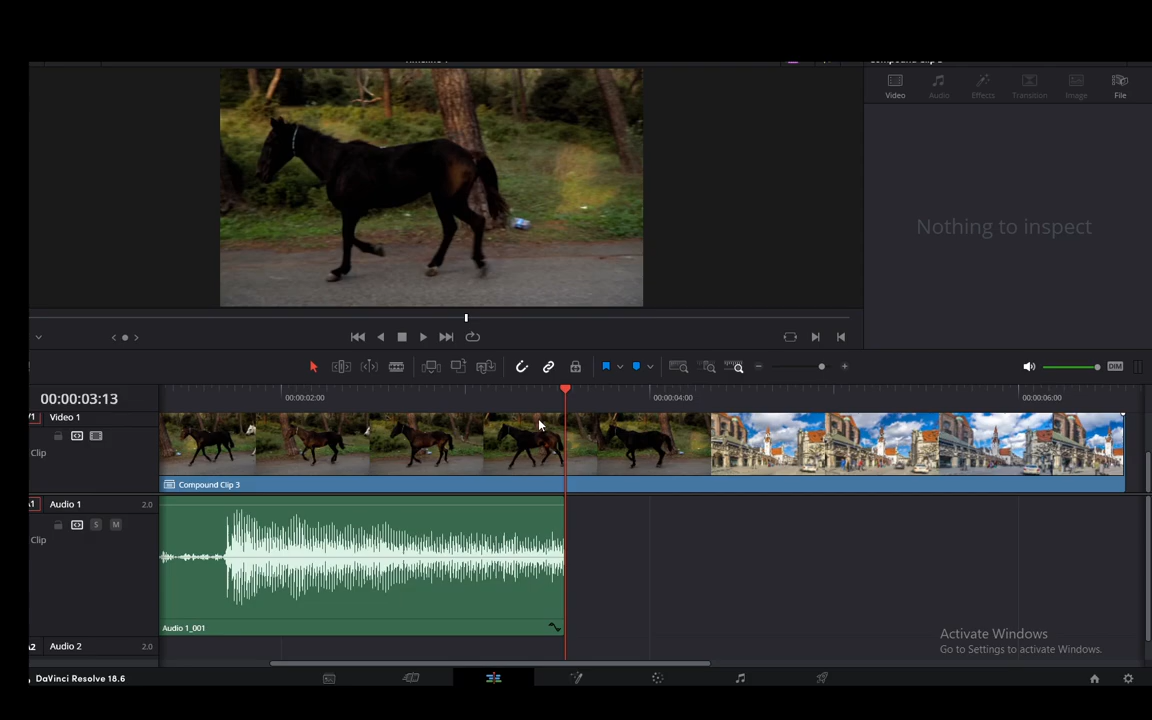 Video
Audio
Effects
Transition
Image
File
Nothing to inspect
DIM
00:00:03:13
00:00:02:00
00:00:04:00
00:00:06:00
Video 1
Clip
Compound Clip 3
Audio 1
2.0
S
M
Clip
Audio 1_001
Audio 2
2.0
Activate Windows
Go to Settings to activate Windows.
DaVinci Resolve 18.6